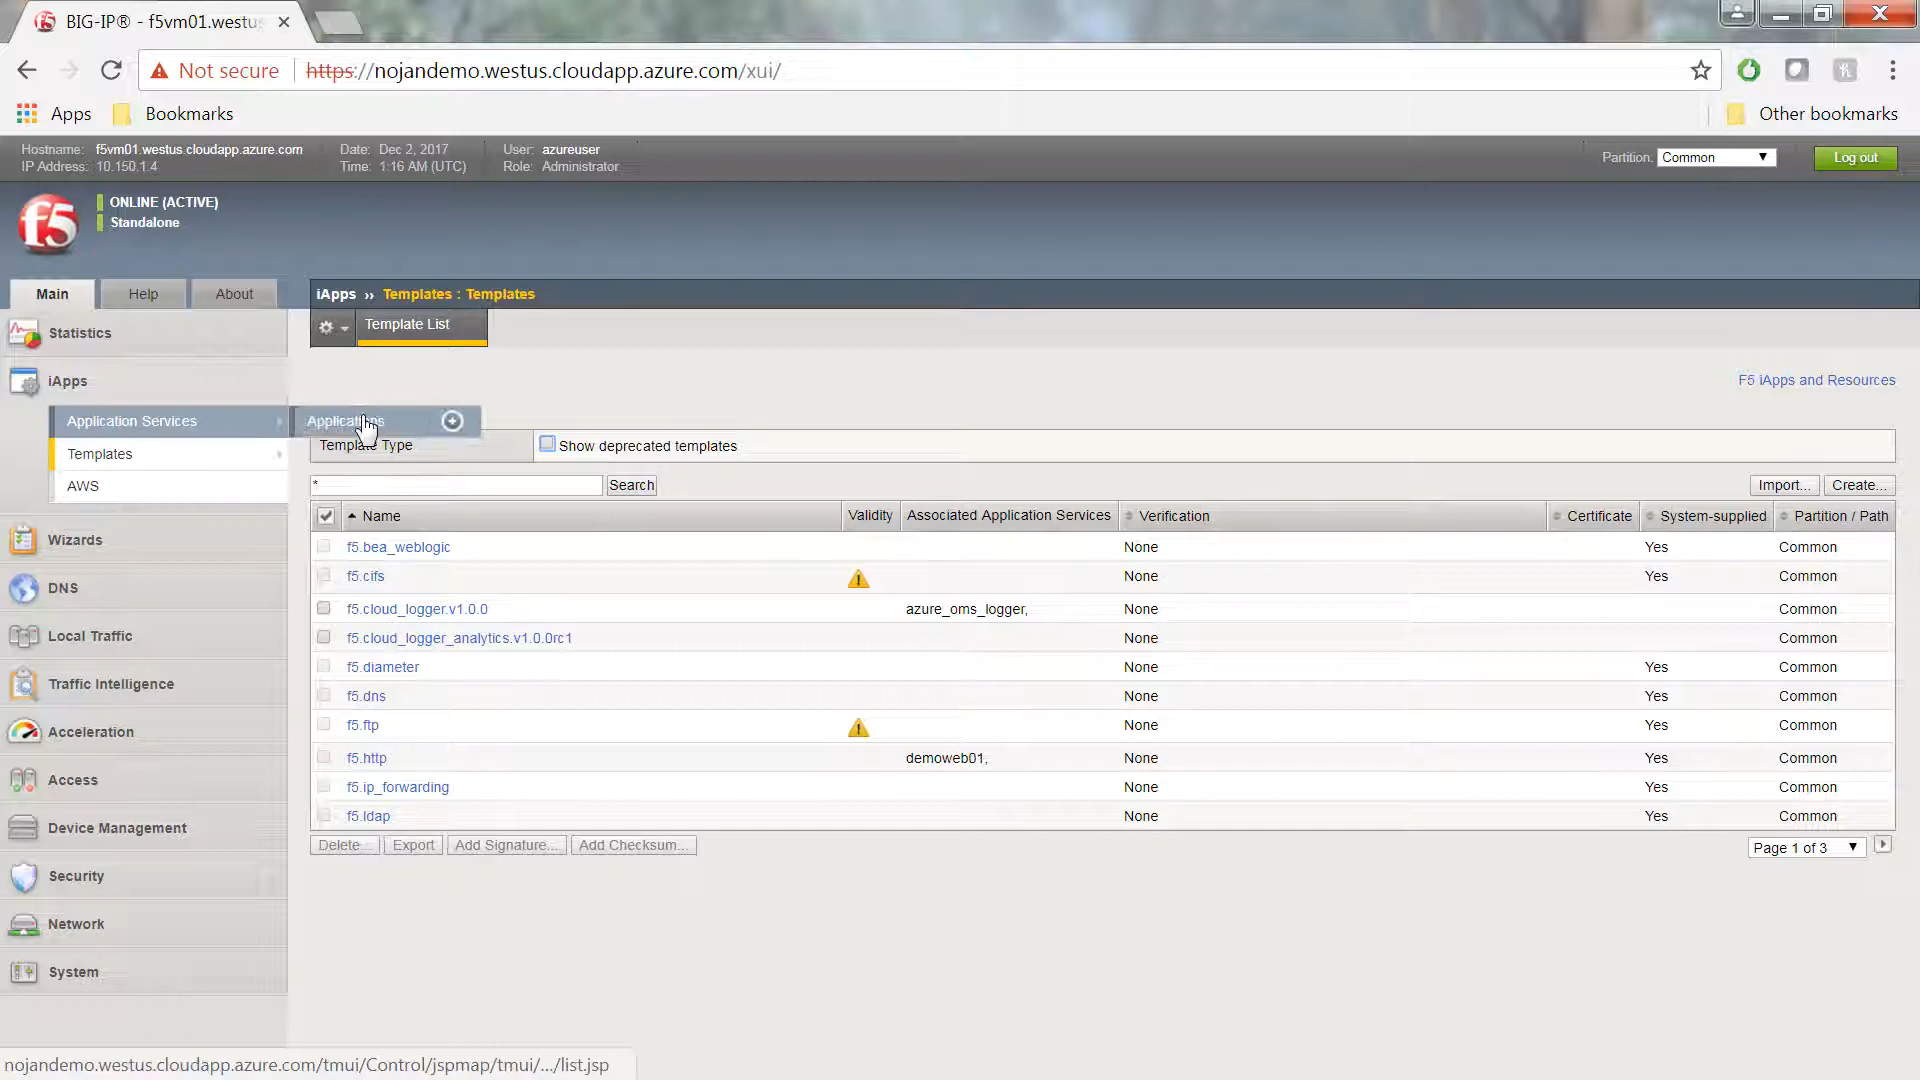 BIG-IP® - f5vm01.westus
Not secure https://nojandemo.westus.cloudapp.azure.com/xui/
Apps Bookmarks Other bookmarks
Hostname: f5vm01.westus.cloudapp.azure.com Date: Dec 2, 2017 User: azureuser
IP Address: 10.150.1.4 Time: 1:16 AM (UTC) Role: Administrator
Partition: Common Log out
f5
ONLINE (ACTIVE)
Standalone
Main Help About
iApps ›› Templates : Templates
Template List
Statistics
iApps
Application Services
Templates
AWS
Wizards
DNS
Local Traffic
Traffic Intelligence
Acceleration
Access
Device Management
Security
Network
System
F5 iApps and Resources
Applications
Template Type Show deprecated templates
* Search Import... Create...
Name Validity Associated Application Services Verification Certificate System-supplied Partition / Path
f5.bea_weblogic None Yes Common
f5.cifs None Yes Common
f5.cloud_logger.v1.0.0 azure_oms_logger, None Common
f5.cloud_logger_analytics.v1.0.0rc1 None Common
f5.diameter None Yes Common
f5.dns None Yes Common
f5.ftp None Yes Common
f5.http demoweb01, None Yes Common
f5.ip_forwarding None Yes Common
f5.ldap None Yes Common
Delete... Export Add Signature... Add Checksum... Page 1 of 3
nojandemo.westus.cloudapp.azure.com/tmui/Control/jspmap/tmui/.../list.jsp